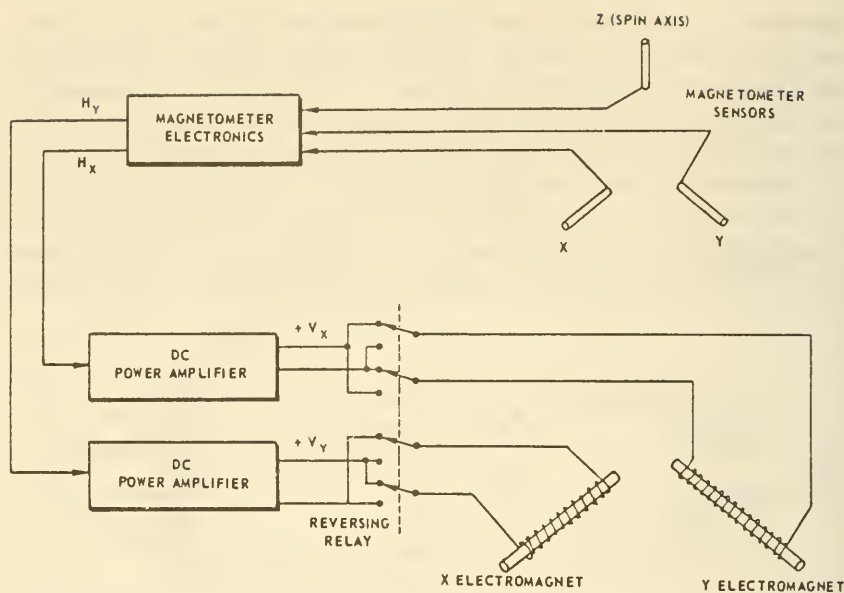 Z (SPIN AXIS)
MAGNETOMETER
SENSORS
H_Y
MAGNETOMETER
ELECTRONICS
H_X
X
Y
+ V_X
DC
POWER AMPLIFIER
+ V_Y
DC
POWER AMPLIFIER
REVERSING
RELAY
X ELECTROMAGNET
Y ELECTROMAGNET